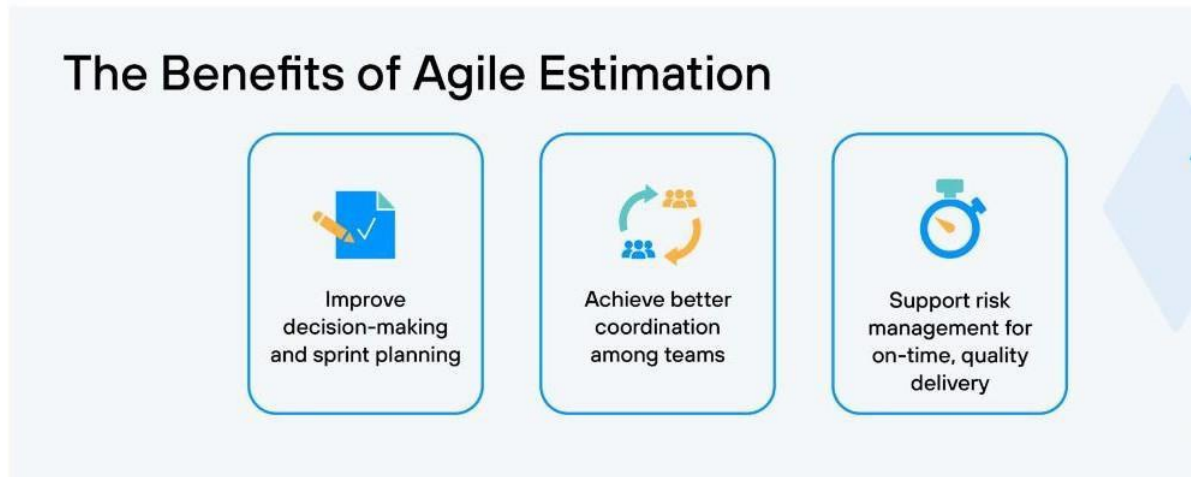 The Benefits of Agile Estimation
Improve
decision-making
and sprint planning
Achieve better
coordination
among teams
Support risk
management for
on-time, quality
delivery